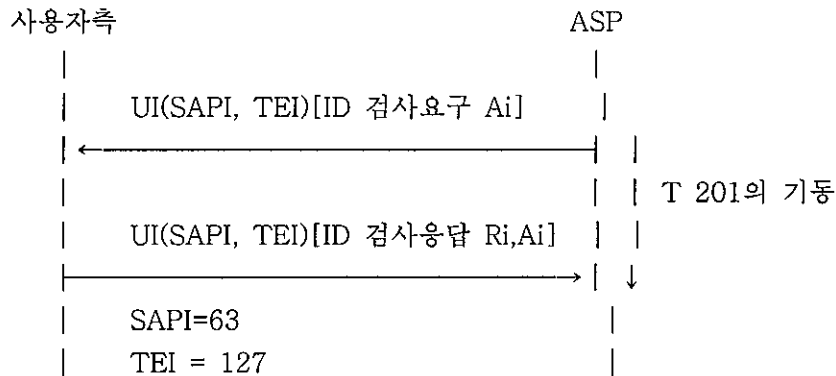 사용자측 ASP
UI(SAPI, TEI)[ID 검사요구 Ai]
T 201의 기동
UI(SAPI, TEI)[ID 검사응답 Ri,Ai]
SAPI=63
TEI = 127